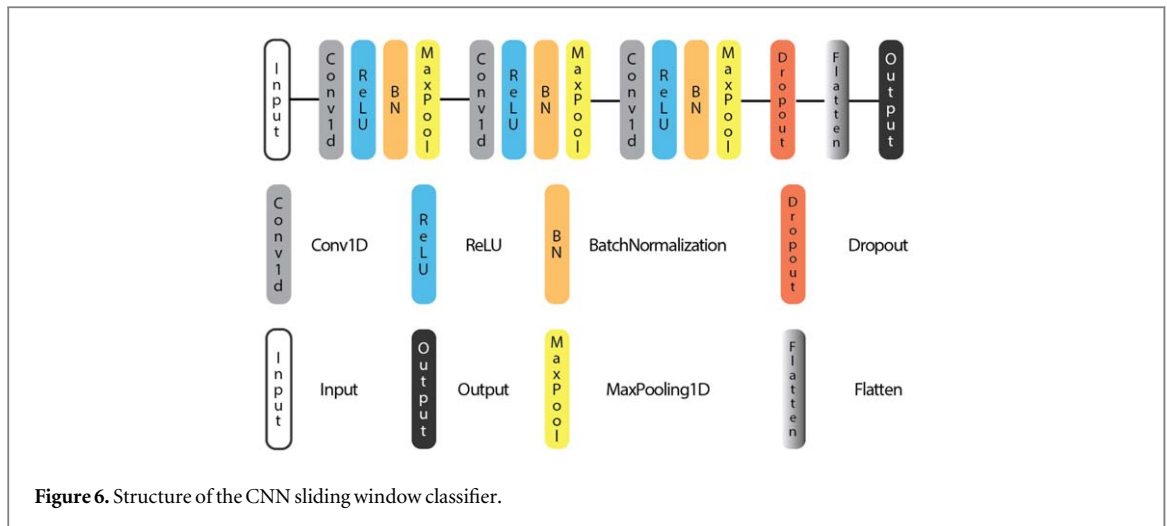 Input Conv1d ReLU BN MaxPool Conv1d ReLU BN MaxPool Conv1d ReLU BN MaxPool Dropout Flatten Output
Conv1d Conv1D ReLU ReLU BN BatchNormalization Dropout Dropout
Input Input Output Output MaxPool MaxPooling1D Flatten Flatten
Figure 6. Structure of the CNN sliding window classifier.